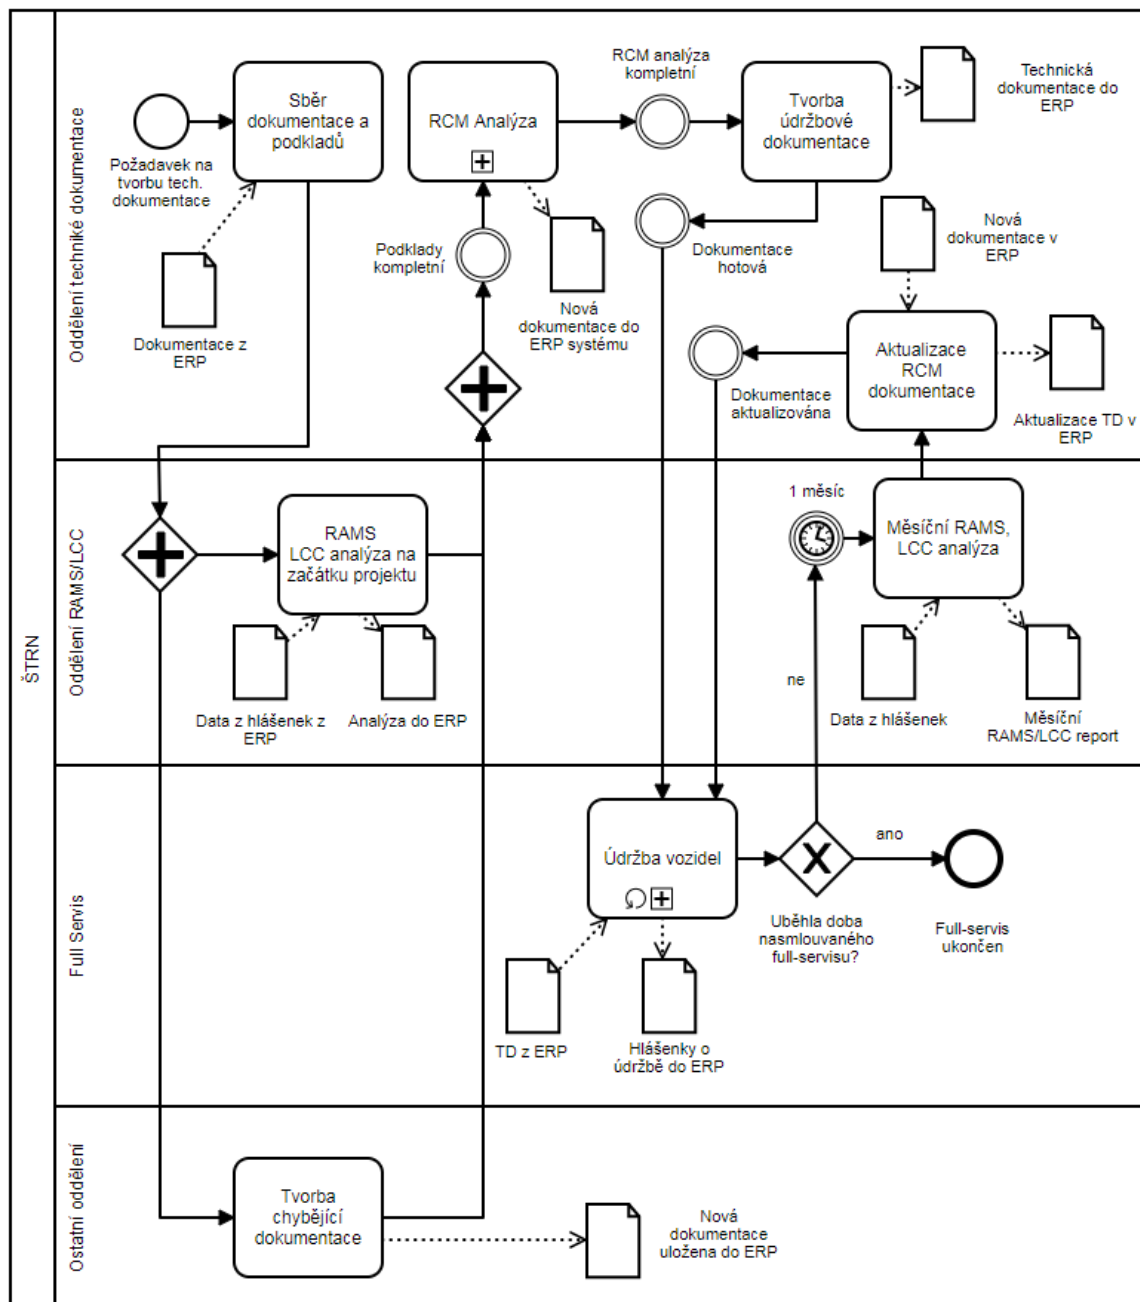 ŠTRN
Oddělení techniké dokumentace
Požadavek na
tvorbu tech.
dokumentace
Sběr
dokumentace a
podkladů
Dokumentace z
ERP
RCM Analýza
Podklady
kompletní
Nová
dokumentace do
ERP systému
RCM analýza
kompletní
Tvorba
údržbové
dokumentace
Technická
dokumentace do
ERP
Dokumentace
hotová
Nová
dokumentace v
ERP
Dokumentace
aktualizována
Aktualizace
RCM
dokumentace
Aktualizace TD v
ERP
Oddělení RAMS/LCC
RAMS
LCC analýza na
začátku projektu
Data z hlášenek z
ERP
Analýza do ERP
1 měsíc
Měsíční RAMS,
LCC analýza
ne
Data z hlášenek
Měsíční
RAMS/LCC report
Full Servis
Údržba vozidel
TD z ERP
Hlášenky o
údržbě do ERP
Uběhla doba
nasmlouvaného
full-servisu?
ano
Full-servis
ukončen
Ostatní oddělení
Tvorba
chybějící
dokumentace
Nová
dokumentace
uložena do ERP